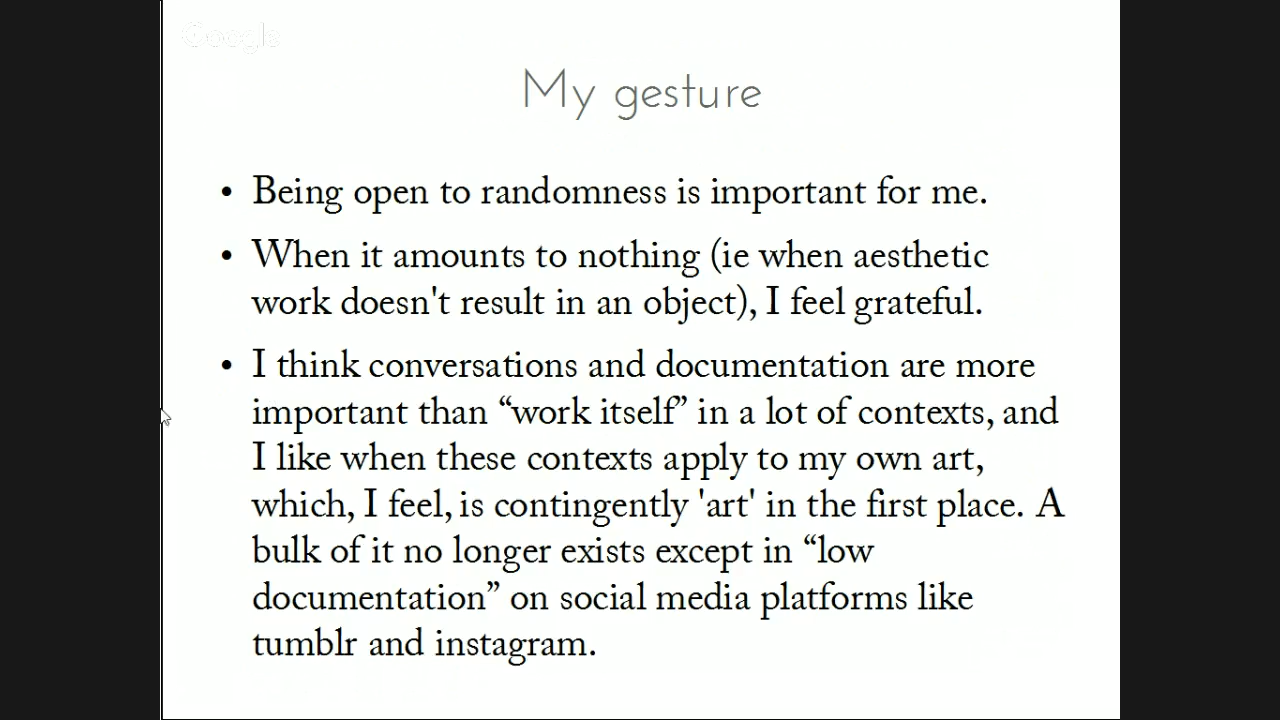 Google
My gesture
• Being open to randomness is important for me.
• When it amounts to nothing (ie when aesthetic
work doesn't result in an object), I feel grateful.
• I think conversations and documentation are more
important than “work itself” in a lot of contexts, and
I like when these contexts apply to my own art,
which, I feel, is contingently 'art' in the first place. A
bulk of it no longer exists except in “low
documentation” on social media platforms like
tumblr and instagram.